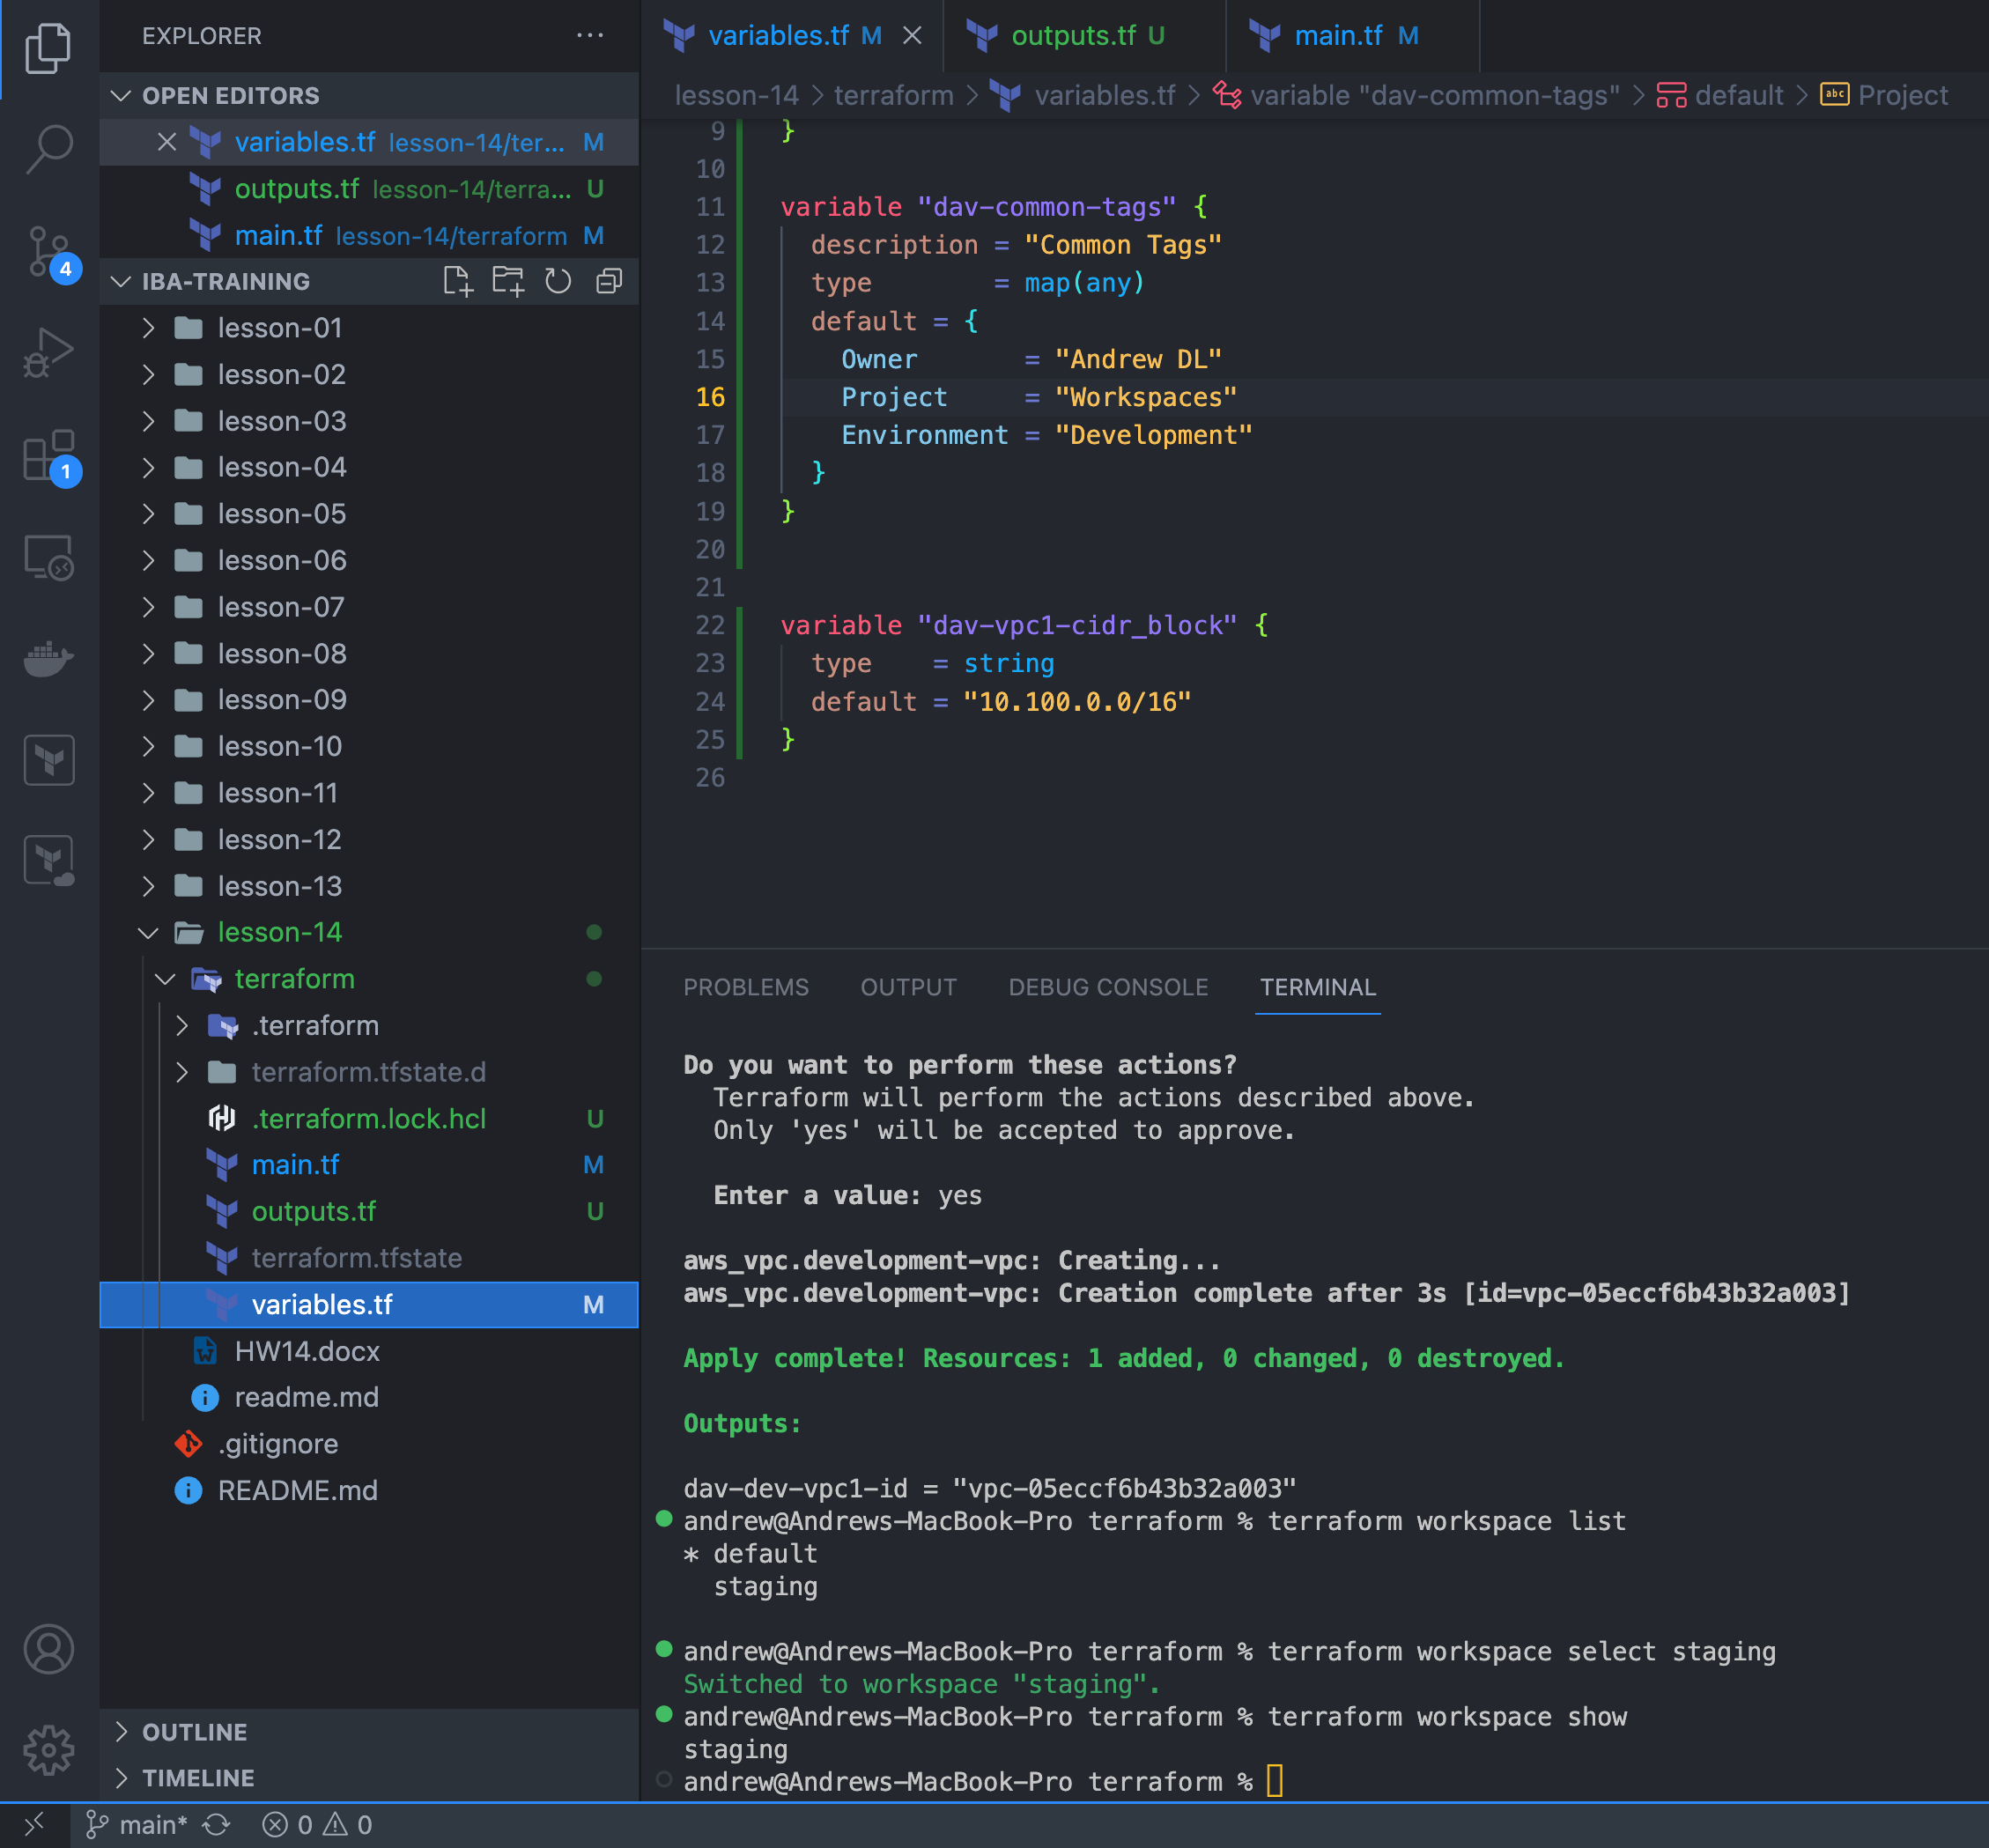 EXPLORER
OPEN EDITORS
variables.tf lesson-14/ter... M
outputs.tf lesson-14/terra... U
main.tf lesson-14/terraform M
IBA-TRAINING
lesson-01
lesson-02
lesson-03
lesson-04
lesson-05
lesson-06
lesson-07
lesson-08
lesson-09
lesson-10
lesson-11
lesson-12
lesson-13
lesson-14
terraform
.terraform
terraform.tfstate.d
.terraform.lock.hcl U
main.tf M
outputs.tf U
terraform.tfstate
variables.tf M
HW14.docx
readme.md
.gitignore
README.md
OUTLINE
TIMELINE
4
1
variables.tf M outputs.tf U main.tf M
lesson-14 > terraform > variables.tf > variable "dav-common-tags" > default > abc Project
9 }
10
11 variable "dav-common-tags" {
12 description = "Common Tags"
13 type = map(any)
14 default = {
15 Owner = "Andrew DL"
16 Project = "Workspaces"
17 Environment = "Development"
18 }
19 }
20
21
22 variable "dav-vpc1-cidr_block" {
23 type = string
24 default = "10.100.0.0/16"
25 }
26
PROBLEMS OUTPUT DEBUG CONSOLE TERMINAL
Do you want to perform these actions?
Terraform will perform the actions described above.
Only 'yes' will be accepted to approve.
Enter a value: yes
aws_vpc.development-vpc: Creating...
aws_vpc.development-vpc: Creation complete after 3s [id=vpc-05eccf6b43b32a003]
Apply complete! Resources: 1 added, 0 changed, 0 destroyed.
Outputs:
dav-dev-vpc1-id = "vpc-05eccf6b43b32a003"
andrew@Andrews-MacBook-Pro terraform % terraform workspace list
* default
staging
andrew@Andrews-MacBook-Pro terraform % terraform workspace select staging
Switched to workspace "staging".
andrew@Andrews-MacBook-Pro terraform % terraform workspace show
staging
andrew@Andrews-MacBook-Pro terraform %
main* 0 0